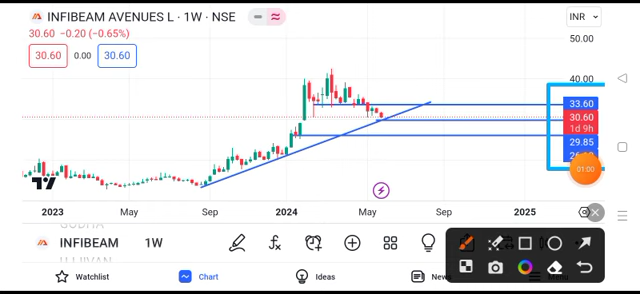 INFIBEAM AVENUES L · 1W · NSE
INR
30.60 −0.20 (−0.65%)
30.60 0.00 30.60
50.00
40.00
33.60
30.60
1d 9h
29.85
01:00
2023 May Sep 2024 May Sep 2025
INFIBEAM 1W
Watchlist Chart Ideas News